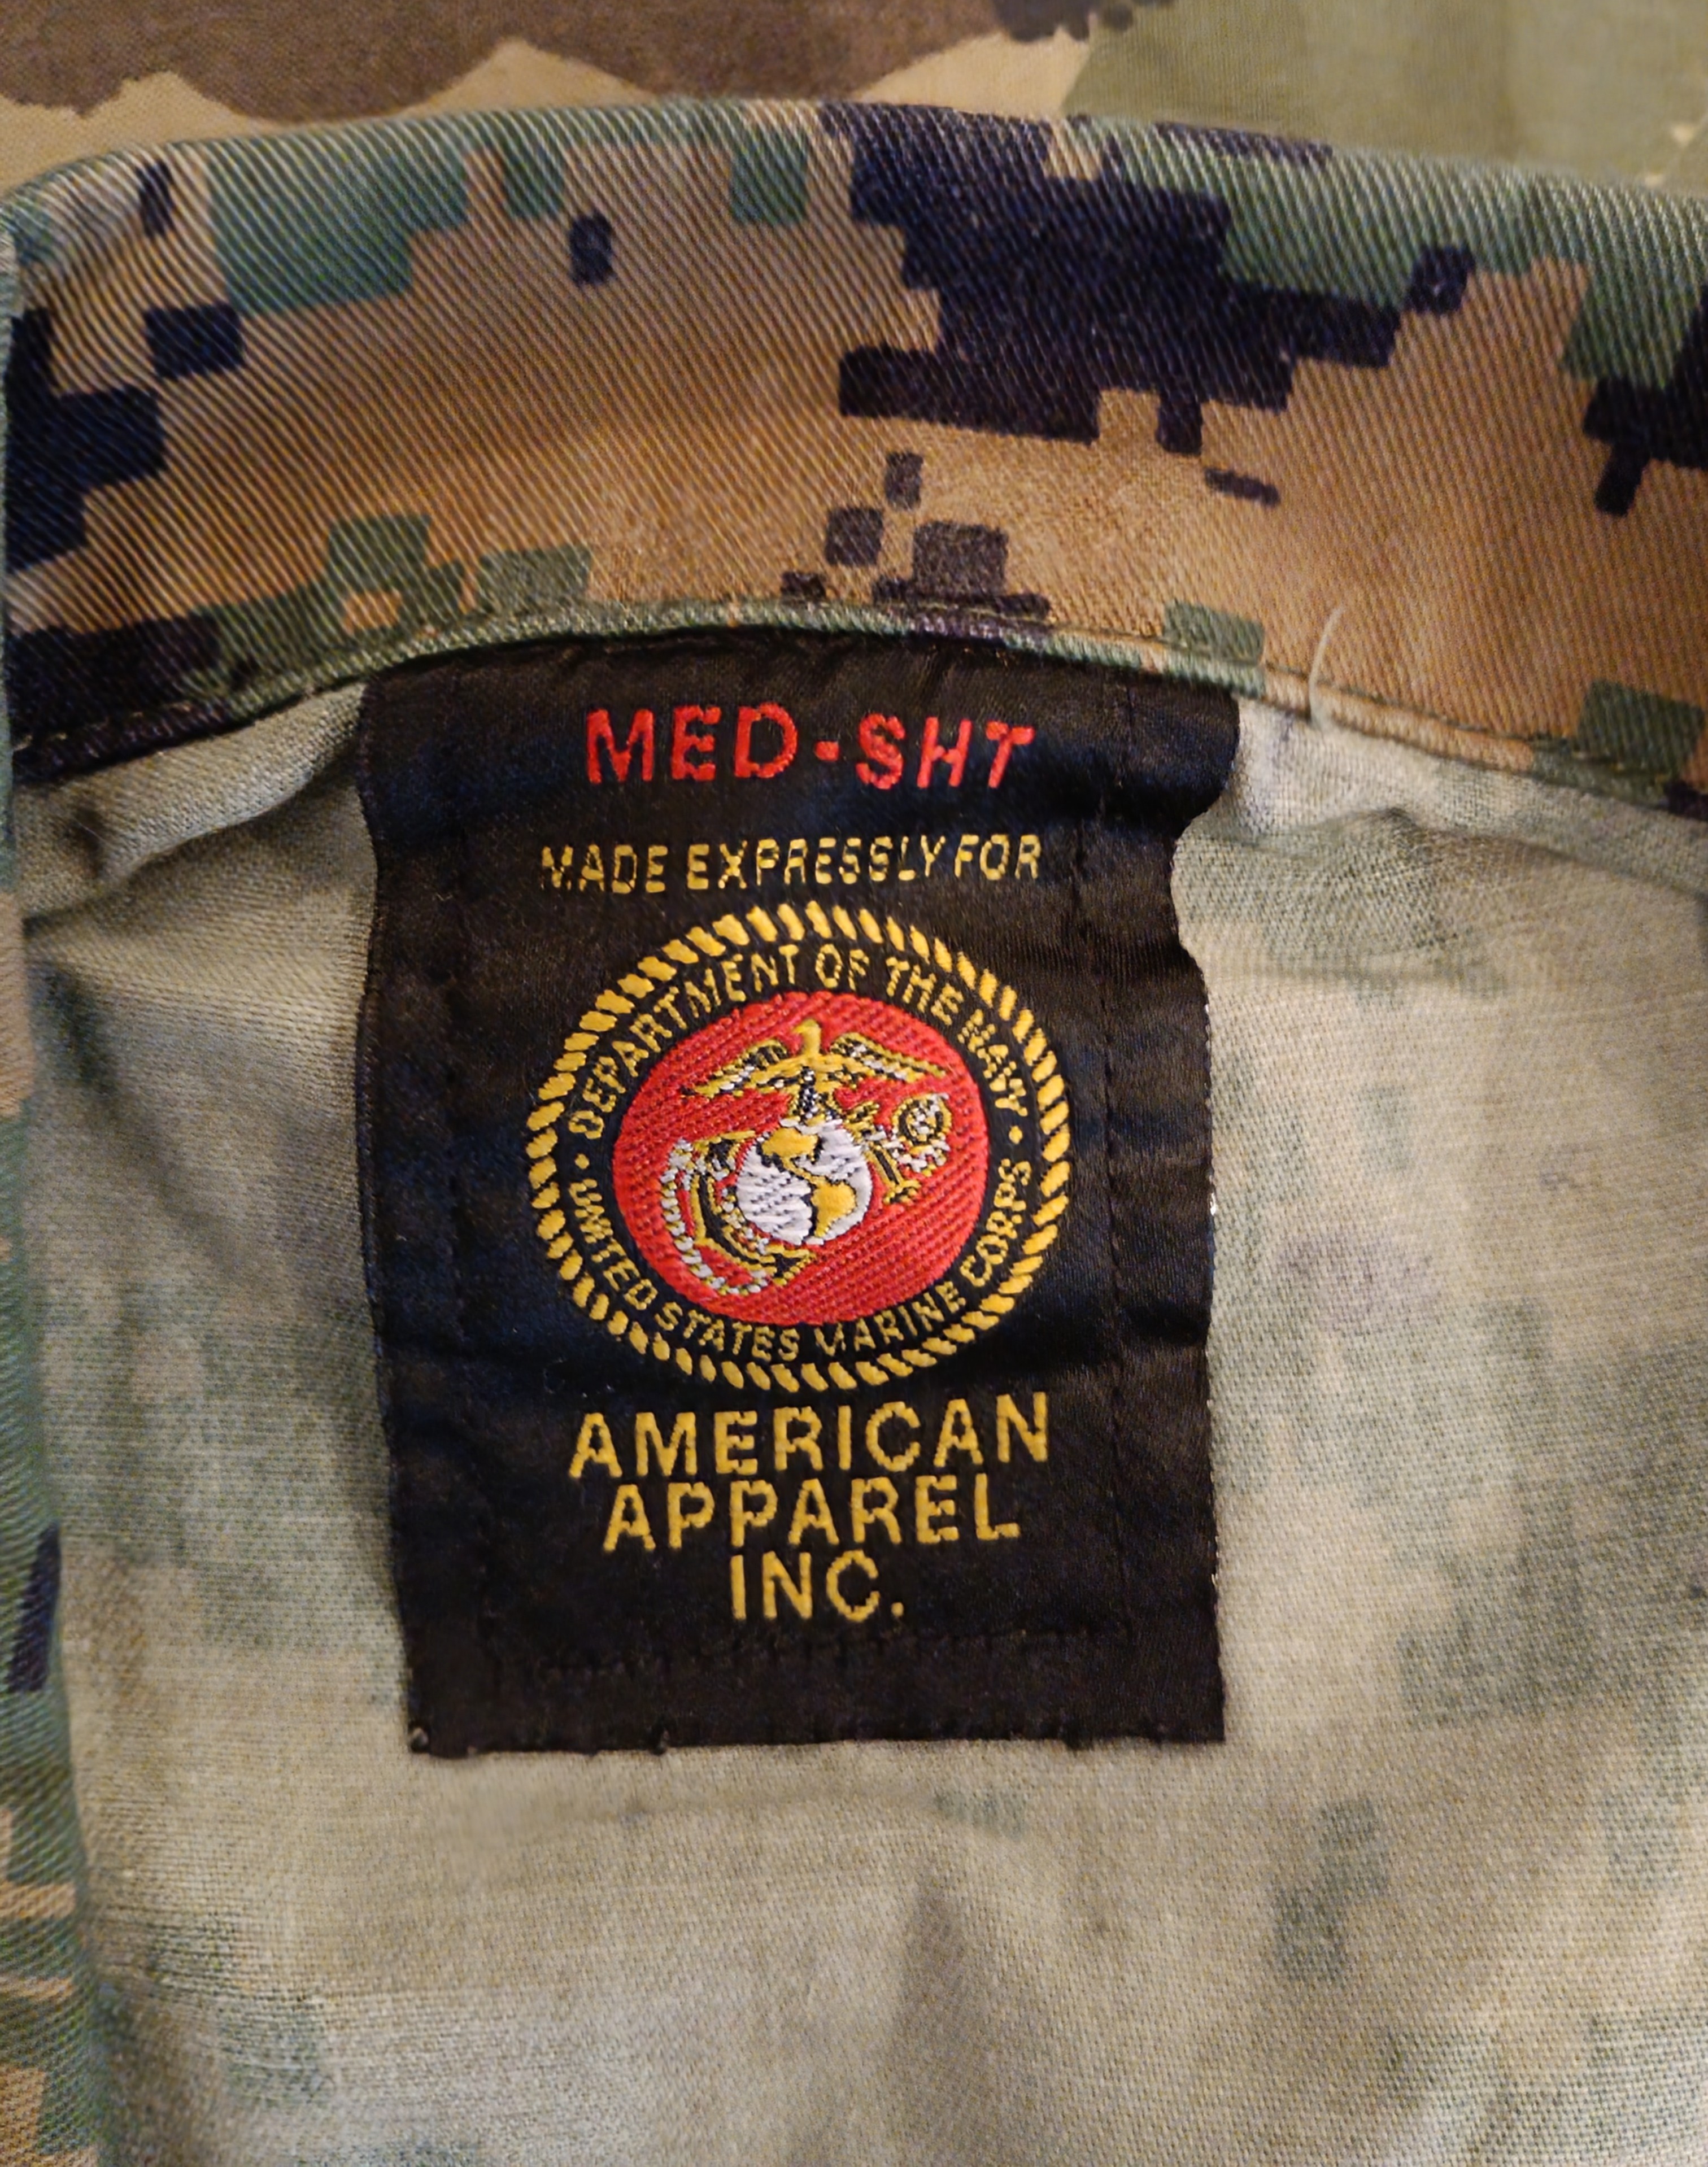 MED-SHT
MADE EXPRESSLY FOR
DEPARTMENT OF THE NAVY
• UNITED STATES MARINE CORPS •
AMERICAN
APPAREL
INC.